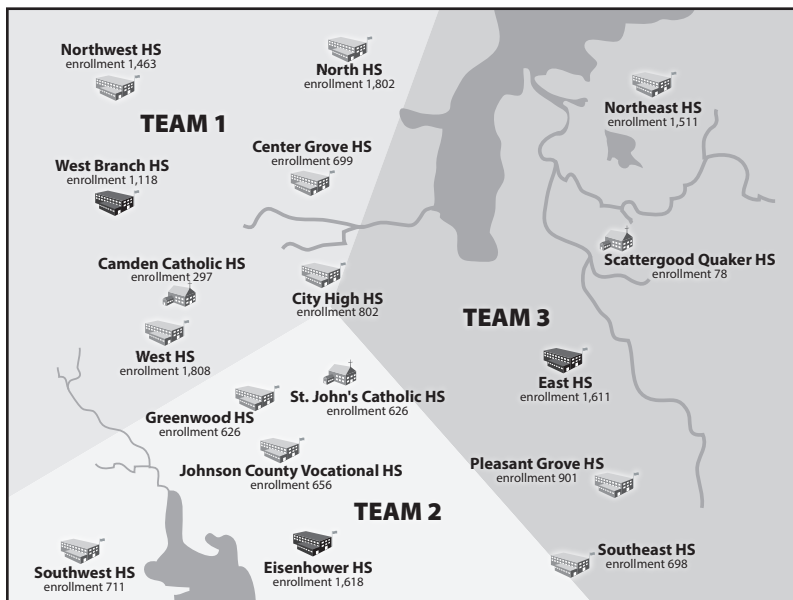 Northwest HS
enrollment 1,463
North HS
enrollment 1,802
Northeast HS
enrollment 1,511
TEAM 1
Center Grove HS
enrollment 699
West Branch HS
enrollment 1,118
Camden Catholic HS
enrollment 297
Scattergood Quaker HS
enrollment 78
City High HS
enrollment 802
TEAM 3
West HS
enrollment 1,808
East HS
enrollment 1,611
St. John's Catholic HS
enrollment 626
Greenwood HS
enrollment 626
Johnson County Vocational HS
enrollment 656
Pleasant Grove HS
enrollment 901
TEAM 2
Southwest HS
enrollment 711
Eisenhower HS
enrollment 1,618
Southeast HS
enrollment 698